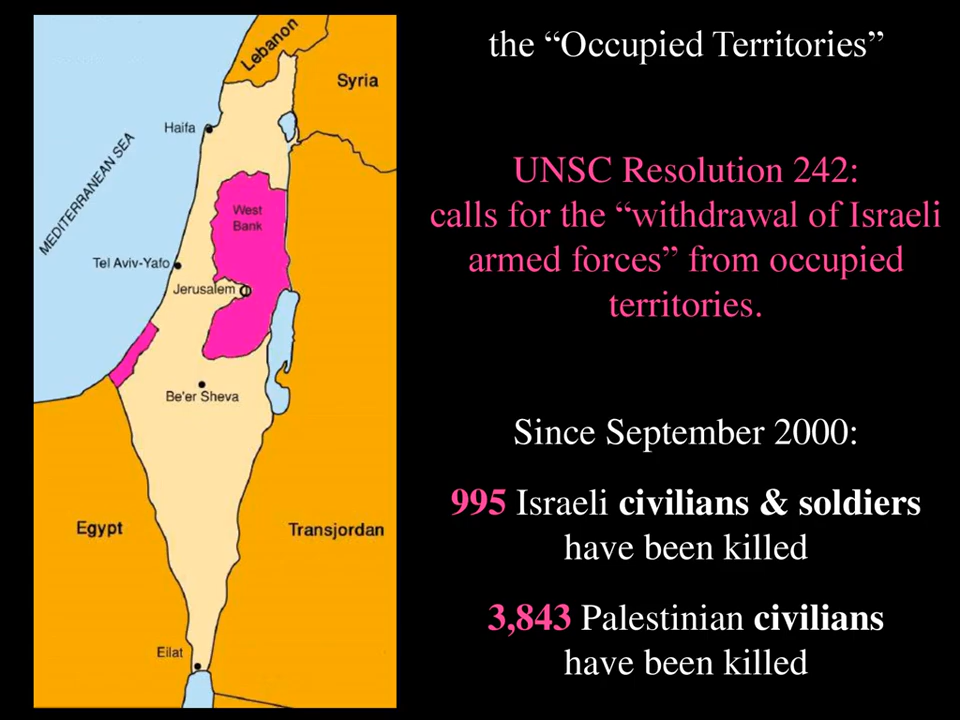 the “Occupied Territories”
UNSC Resolution 242:
calls for the “withdrawal of Israeli
armed forces” from occupied
territories.
Since September 2000:
995 Israeli civilians & soldiers
have been killed
3,843 Palestinian civilians
have been killed
Lebanon
Syria
Haifa
MEDITERRANEAN SEA
West
Bank
Tel Aviv-Yafo
Jerusalem
Be'er Sheva
Egypt
Transjordan
Eilat